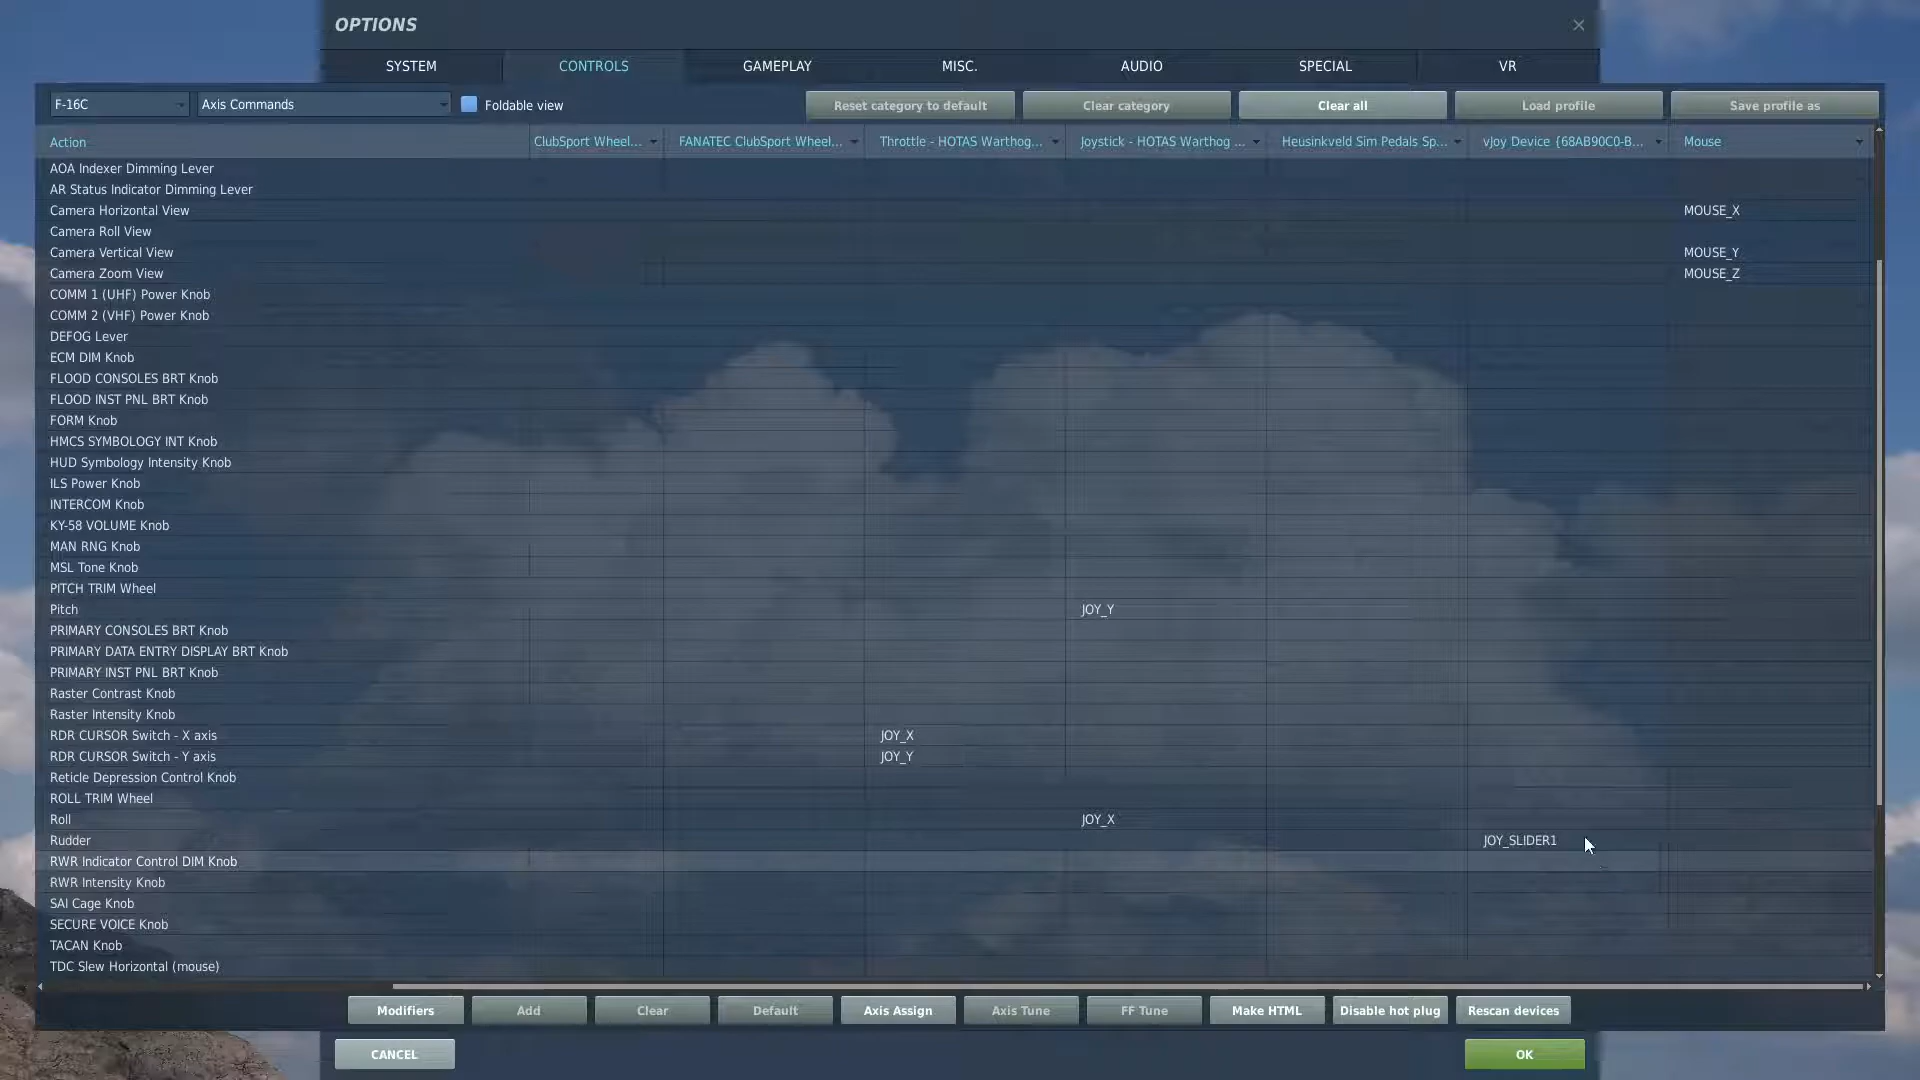 OPTIONS
SYSTEM CONTROLS GAMEPLAY MISC. AUDIO SPECIAL VR
F-16C Axis Commands Foldable view Reset category to default Clear category Clear all Load profile Save profile as
Action ClubSport Wheel... FANATEC ClubSport Wheel... Throttle - HOTAS Warthog... Joystick - HOTAS Warthog ... Heusinkveld Sim Pedals Sp... vJoy Device {68AB90C0-B... Mouse
AOA Indexer Dimming Lever
AR Status Indicator Dimming Lever
Camera Horizontal View MOUSE_X
Camera Roll View
Camera Vertical View MOUSE_Y
Camera Zoom View MOUSE_Z
COMM 1 (UHF) Power Knob
COMM 2 (VHF) Power Knob
DEFOG Lever
ECM DIM Knob
FLOOD CONSOLES BRT Knob
FLOOD INST PNL BRT Knob
FORM Knob
HMCS SYMBOLOGY INT Knob
HUD Symbology Intensity Knob
ILS Power Knob
INTERCOM Knob
KY-58 VOLUME Knob
MAN RNG Knob
MSL Tone Knob
PITCH TRIM Wheel
Pitch JOY_Y
PRIMARY CONSOLES BRT Knob
PRIMARY DATA ENTRY DISPLAY BRT Knob
PRIMARY INST PNL BRT Knob
Raster Contrast Knob
Raster Intensity Knob
RDR CURSOR Switch - X axis JOY_X
RDR CURSOR Switch - Y axis JOY_Y
Reticle Depression Control Knob
ROLL TRIM Wheel
Roll JOY_X
Rudder JOY_SLIDER1
RWR Indicator Control DIM Knob
RWR Intensity Knob
SAI Cage Knob
SECURE VOICE Knob
TACAN Knob
TDC Slew Horizontal (mouse)
Modifiers Add Clear Default Axis Assign Axis Tune FF Tune Make HTML Disable hot plug Rescan devices
CANCEL OK